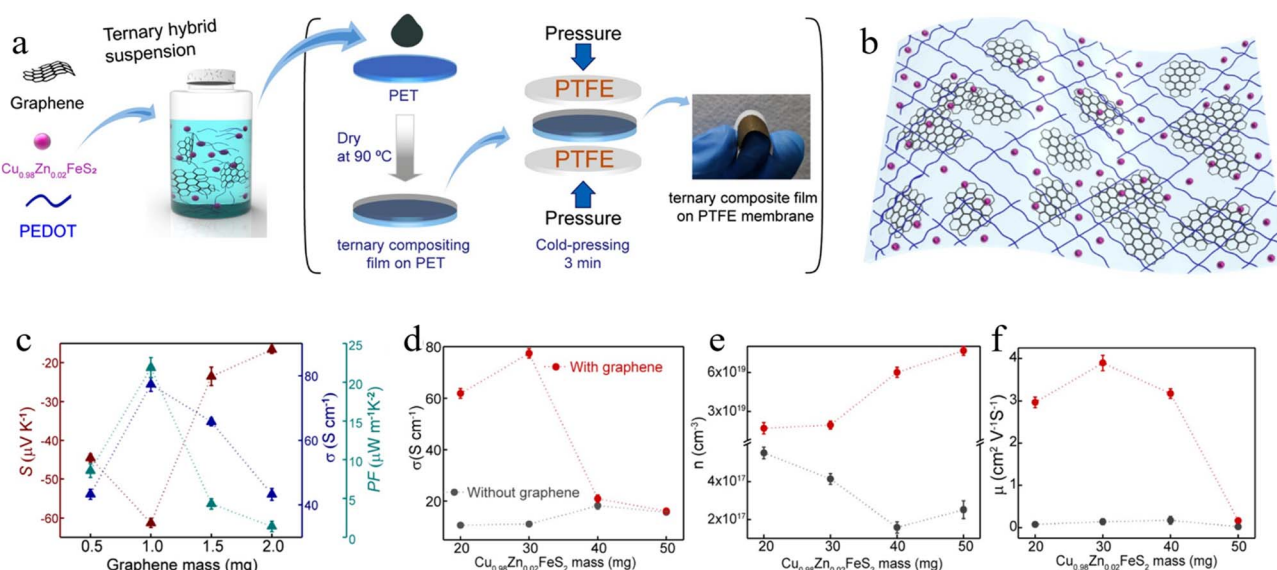 a
Ternary hybrid
suspension
Graphene
Cu0.98Zn0.02FeS2
PEDOT
PET
Dry
at 90 ºC
ternary compositing
film on PET
Pressure
PTFE
PTFE
Pressure
Cold-pressing
3 min
ternary composite film
on PTFE membrane
b
c
S (μV K-1)
-20
-30
-40
-50
-60
0.5 1.0 1.5 2.0
Graphene mass (mg)
80
60
40
σ (S cm-1)
25
20
15
10
5
0
PF (μW m-1K-2)
d
σ(S cm-1)
80
60
40
20
With graphene
Without graphene
20 30 40 50
Cu0.98Zn0.02FeS2 mass (mg)
e
n (cm-3)
6x1019
3x1019
4x1017
2x1017
20 30 40 50
Cu0.98Zn0.02FeS2 mass (mg)
f
μ (cm2 V-1S-1)
4
3
2
1
0
20 30 40 50
Cu0.98Zn0.02FeS2 mass (mg)